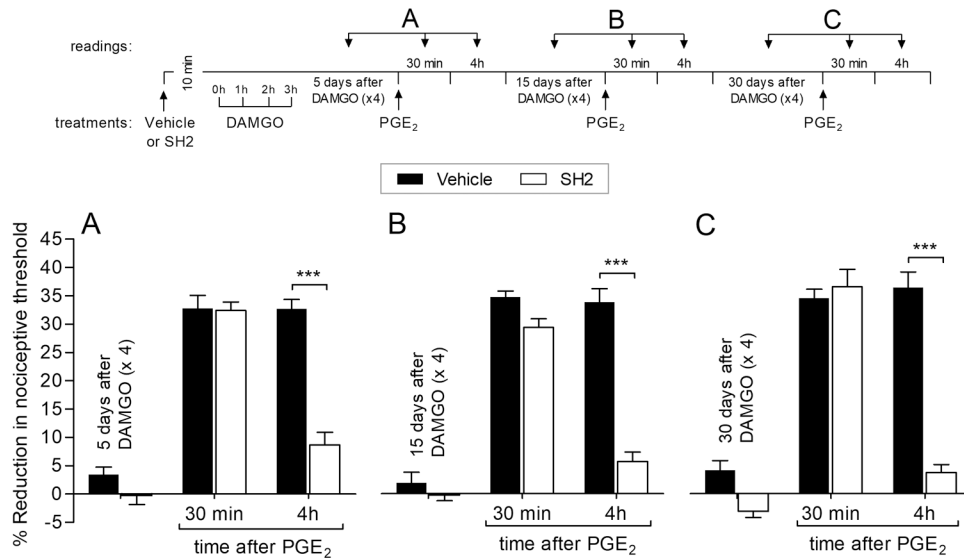 A B C
readings:
30 min 4h 30 min 4h 30 min 4h
10 min
5 days after
DAMGO (x4)
15 days after
DAMGO (x4)
30 days after
DAMGO (x4)
0h 1h 2h 3h
treatments: Vehicle
or SH2
DAMGO
PGE2
PGE2
PGE2
Vehicle SH2
A
% Reduction in nociceptive threshold
45
40
35
30
25
20
15
10
5
0
-5
5 days after
DAMGO (x 4)
***
30 min 4h
time after PGE2
B
15 days after
DAMGO (x 4)
***
30 min 4h
time after PGE2
C
30 days after
DAMGO (x 4)
***
30 min 4h
time after PGE2